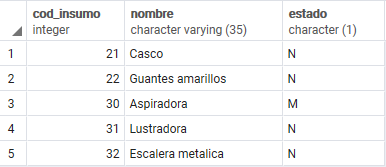 cod_insumo nombre estado
integer character varying (35) character (1)
1 21 Casco N
2 22 Guantes amarillos N
3 30 Aspiradora M
4 31 Lustradora N
5 32 Escalera metalica N